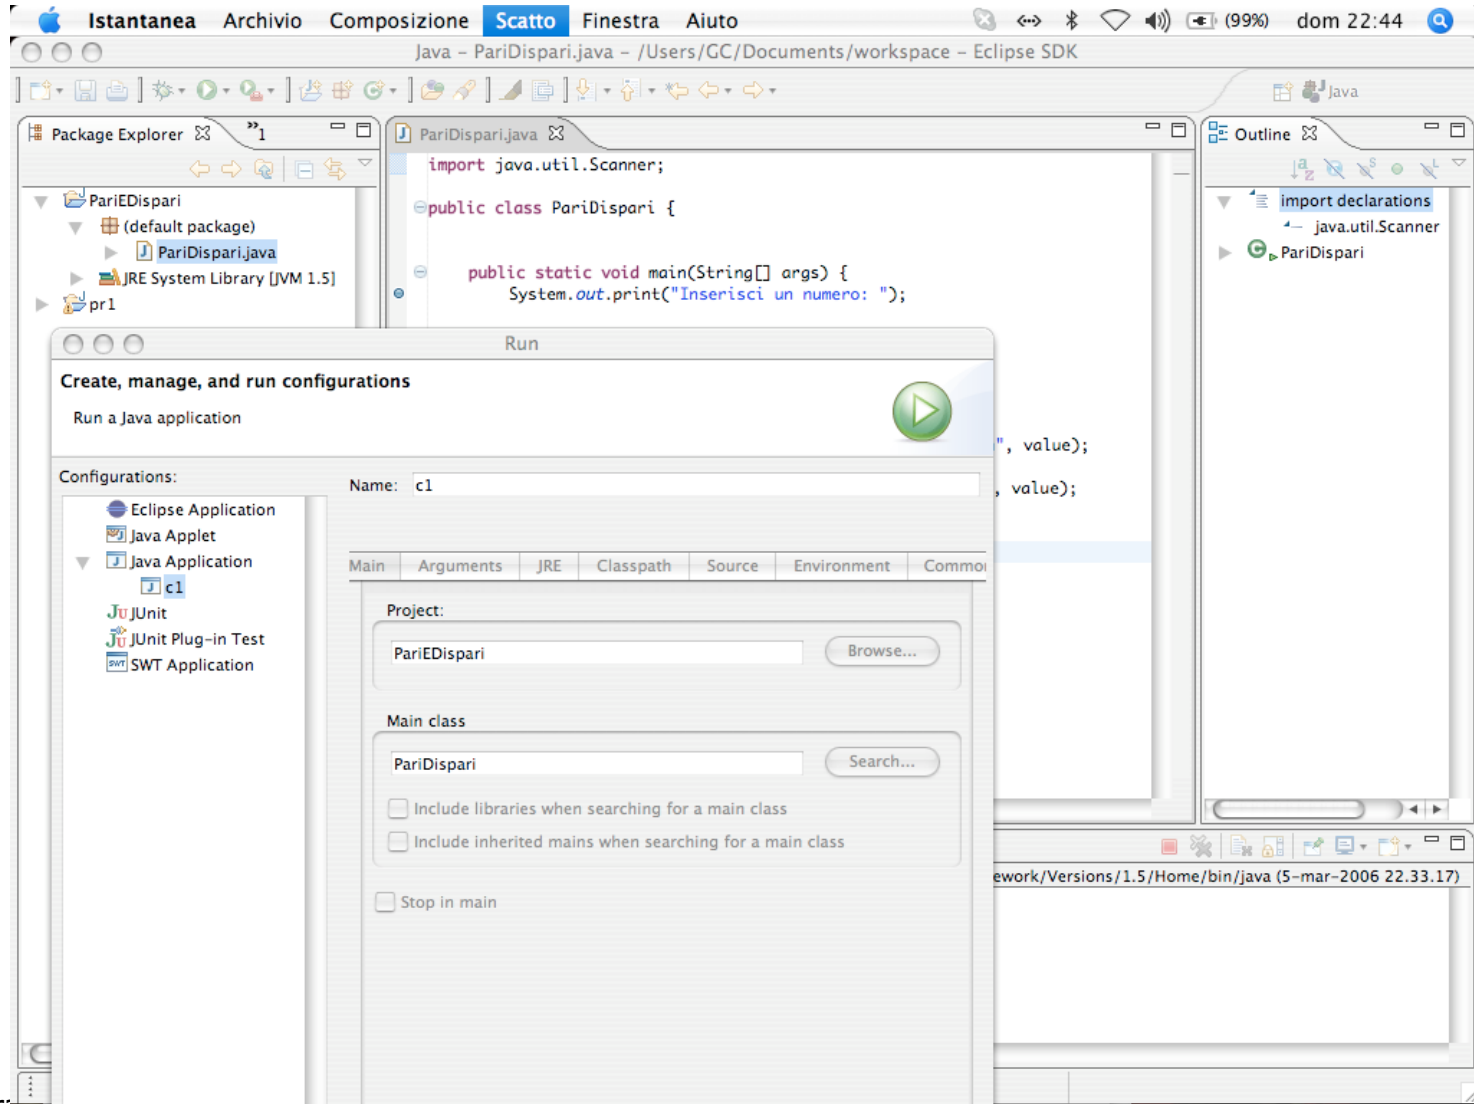 Istantanea Archivio Composizione Scatto Finestra Aiuto (99%) dom 22:44
Java – PariDispari.java – /Users/GC/Documents/workspace – Eclipse SDK
Java
Package Explorer »1
PariEDispari
(default package)
PariDispari.java
JRE System Library [JVM 1.5]
pr1
PariDispari.java
import java.util.Scanner;
public class PariDispari {
public static void main(String[] args) {
System.out.print("Inserisci un numero: ");
", value);
, value);
Outline
import declarations
java.util.Scanner
PariDispari
Run
Create, manage, and run configurations
Run a Java application
Configurations:
Eclipse Application
Java Applet
Java Application
c1
JUnit
JUnit Plug-in Test
SWT Application
Name: c1
Main Arguments JRE Classpath Source Environment Common
Project:
PariEDispari Browse...
Main class
PariDispari Search...
Include libraries when searching for a main class
Include inherited mains when searching for a main class
Stop in main
ework/Versions/1.5/Home/bin/java (5-mar-2006 22.33.17)